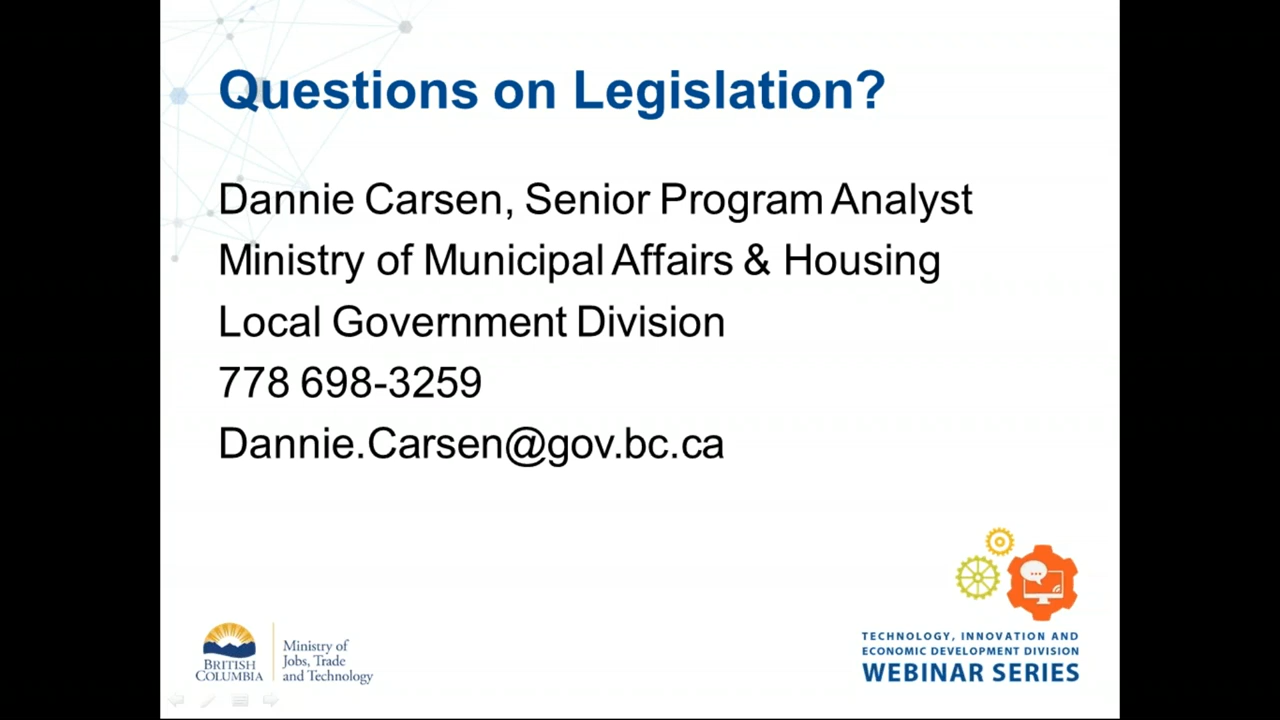 Questions on Legislation?
Dannie Carsen, Senior Program Analyst
Ministry of Municipal Affairs & Housing
Local Government Division
778 698-3259
Dannie.Carsen@gov.bc.ca
BRITISH
COLUMBIA
Ministry of
Jobs, Trade
and Technology
TECHNOLOGY, INNOVATION AND
ECONOMIC DEVELOPMENT DIVISION
WEBINAR SERIES